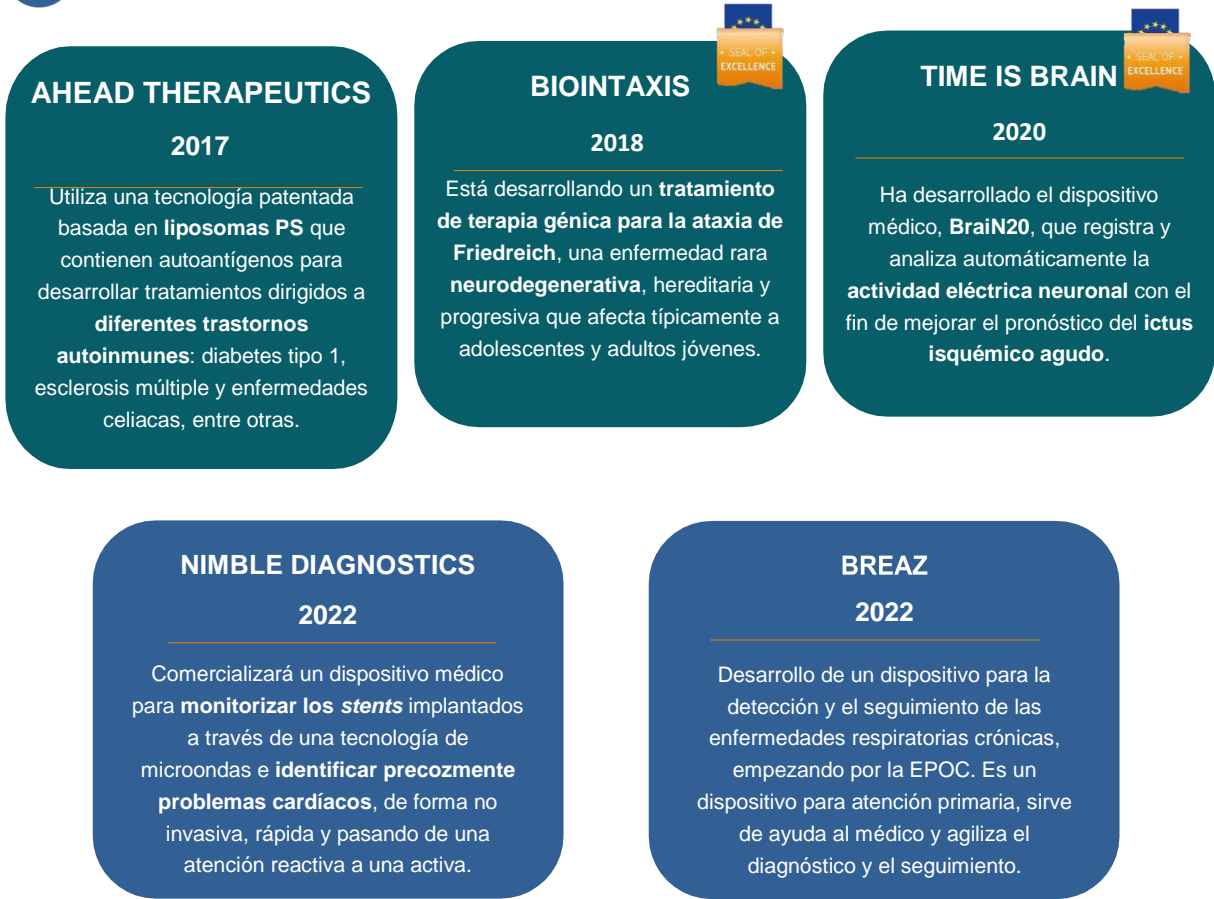 SEAL OF
EXCELLENCE
AHEAD THERAPEUTICS
2017
Utiliza una tecnología patentada
basada en liposomas PS que
contienen autoantígenos para
desarrollar tratamientos dirigidos a
diferentes trastornos
autoinmunes: diabetes tipo 1,
esclerosis múltiple y enfermedades
celiacas, entre otras.
BIOINTAXIS
2018
Está desarrollando un tratamiento
de terapia génica para la ataxia de
Friedreich, una enfermedad rara
neurodegenerativa, hereditaria y
progresiva que afecta típicamente a
adolescentes y adultos jóvenes.
SEAL OF
EXCELLENCE
TIME IS BRAIN
2020
Ha desarrollado el dispositivo
médico, BraiN20, que registra y
analiza automáticamente la
actividad eléctrica neuronal con el
fin de mejorar el pronóstico del ictus
isquémico agudo.
NIMBLE DIAGNOSTICS
2022
Comercializará un dispositivo médico
para monitorizar los stents implantados
a través de una tecnología de
microondas e identificar precozmente
problemas cardíacos, de forma no
invasiva, rápida y pasando de una
atención reactiva a una activa.
BREAZ
2022
Desarrollo de un dispositivo para la
detección y el seguimiento de las
enfermedades respiratorias crónicas,
empezando por la EPOC. Es un
dispositivo para atención primaria, sirve
de ayuda al médico y agiliza el
diagnóstico y el seguimiento.